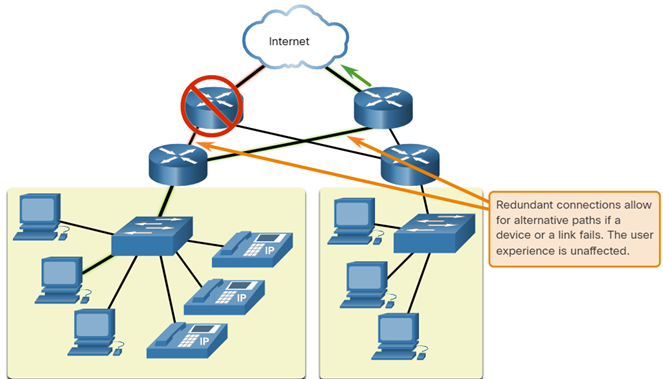 Internet
Redundant connections allow
for alternative paths if a
device or a link fails. The user
experience is unaffected.
IP
IP
IP